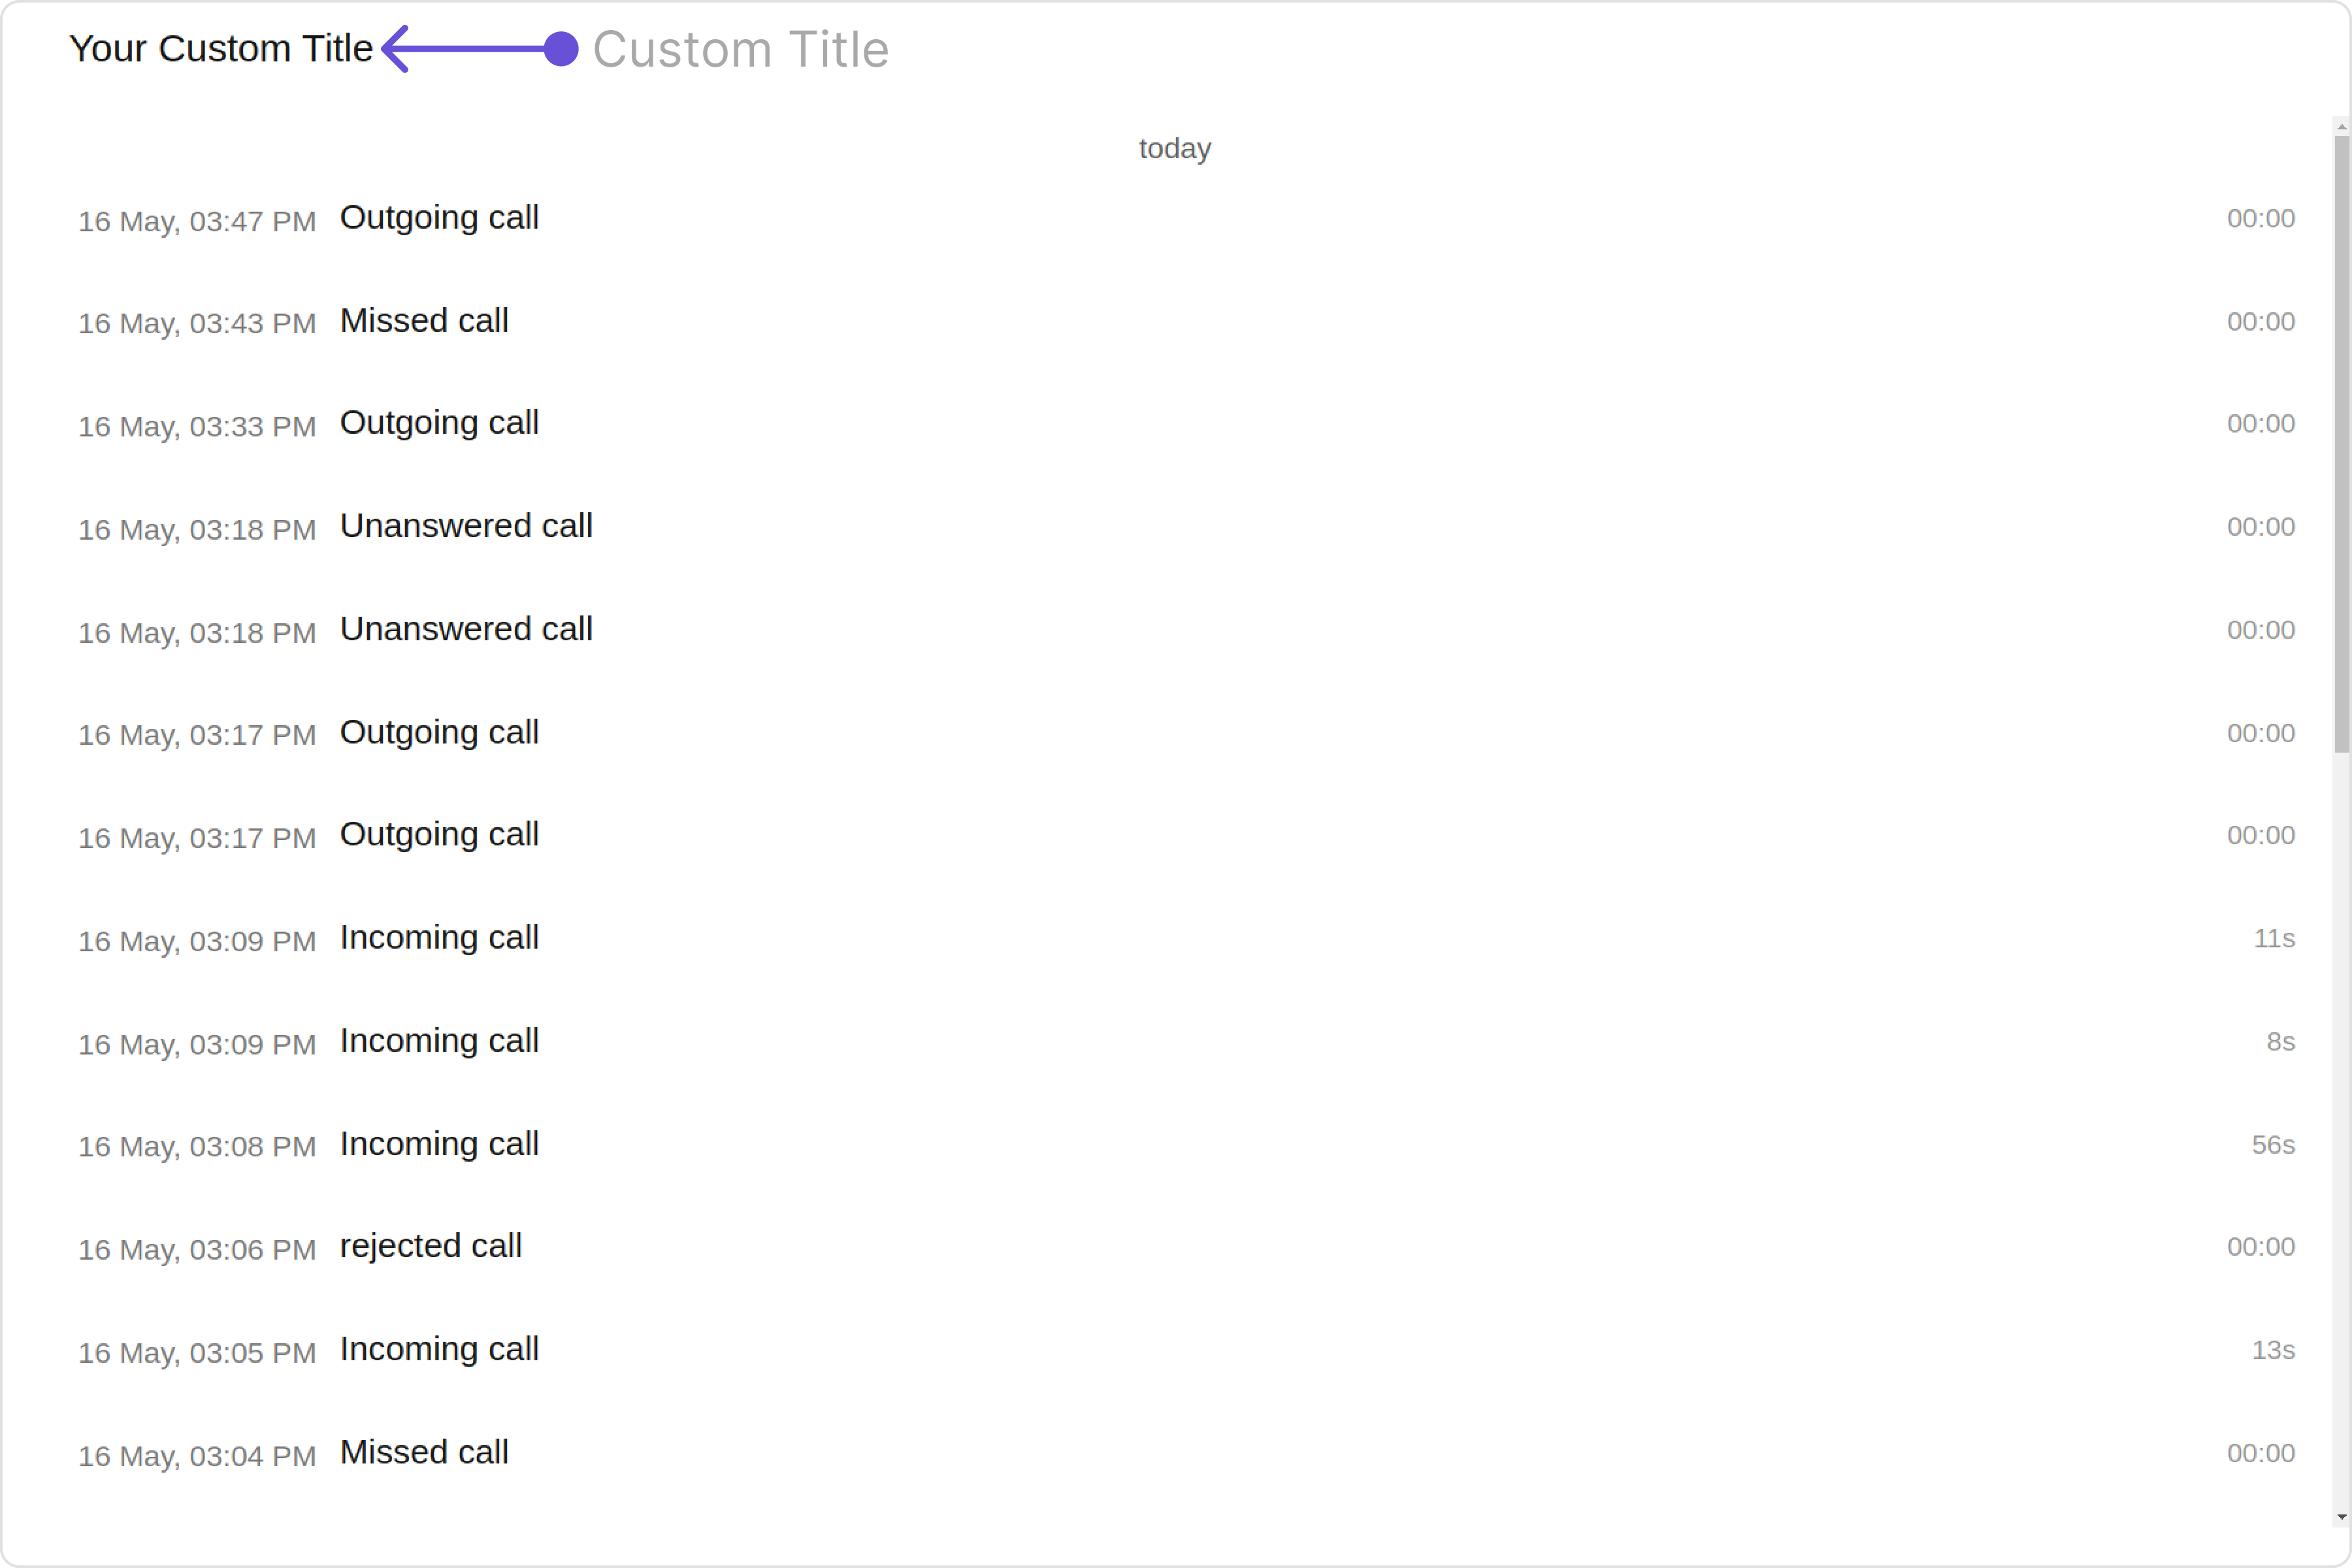 Your Custom Title Custom Title
today
16 May, 03:47 PM Outgoing call 00:00
16 May, 03:43 PM Missed call 00:00
16 May, 03:33 PM Outgoing call 00:00
16 May, 03:18 PM Unanswered call 00:00
16 May, 03:18 PM Unanswered call 00:00
16 May, 03:17 PM Outgoing call 00:00
16 May, 03:17 PM Outgoing call 00:00
16 May, 03:09 PM Incoming call 11s
16 May, 03:09 PM Incoming call 8s
16 May, 03:08 PM Incoming call 56s
16 May, 03:06 PM rejected call 00:00
16 May, 03:05 PM Incoming call 13s
16 May, 03:04 PM Missed call 00:00